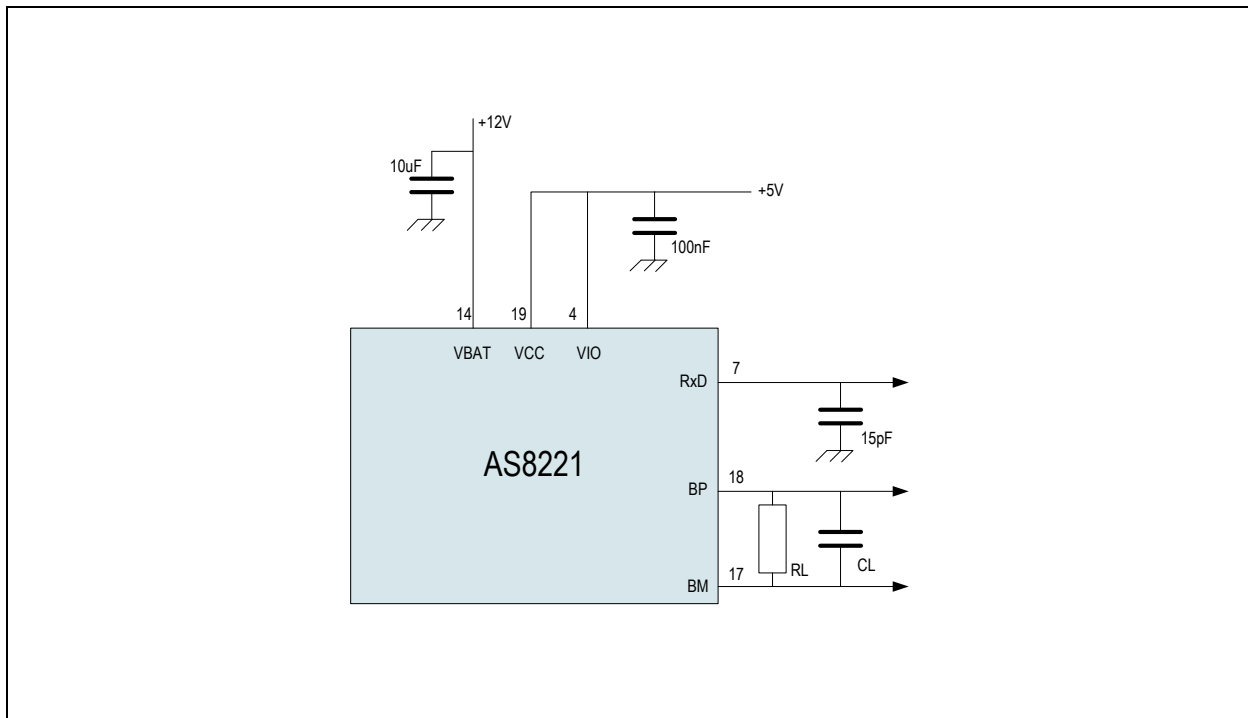 +12V
10uF
+5V
100nF
14 19 4
VBAT VCC VIO
7
RxD
15pF
AS8221
18
BP
RL CL
17
BM